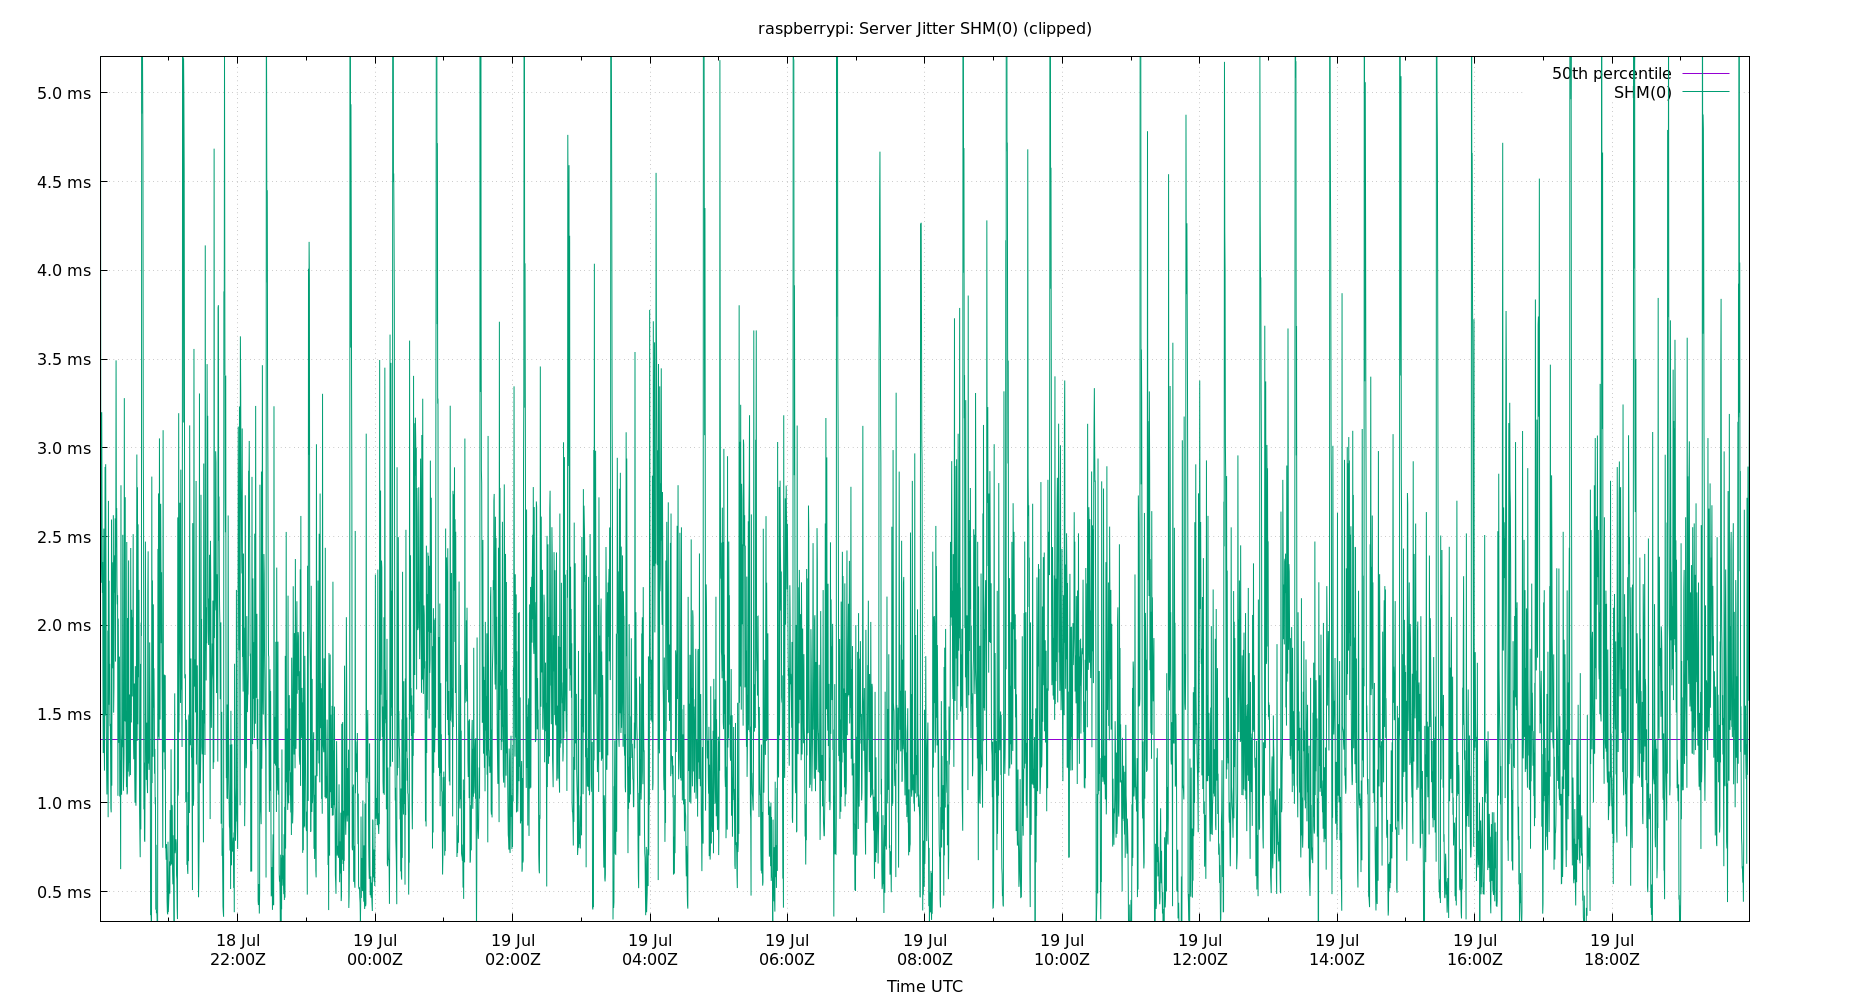 raspberrypi: Server Jitter SHM(0) (clipped)
50th percentile
SHM(0)
5.0 ms
4.5 ms
4.0 ms
3.5 ms
3.0 ms
2.5 ms
2.0 ms
1.5 ms
1.0 ms
0.5 ms
18 Jul 19 Jul 19 Jul 19 Jul 19 Jul 19 Jul 19 Jul 19 Jul 19 Jul 19 Jul 19 Jul
22:00Z 00:00Z 02:00Z 04:00Z 06:00Z 08:00Z 10:00Z 12:00Z 14:00Z 16:00Z 18:00Z
Time UTC